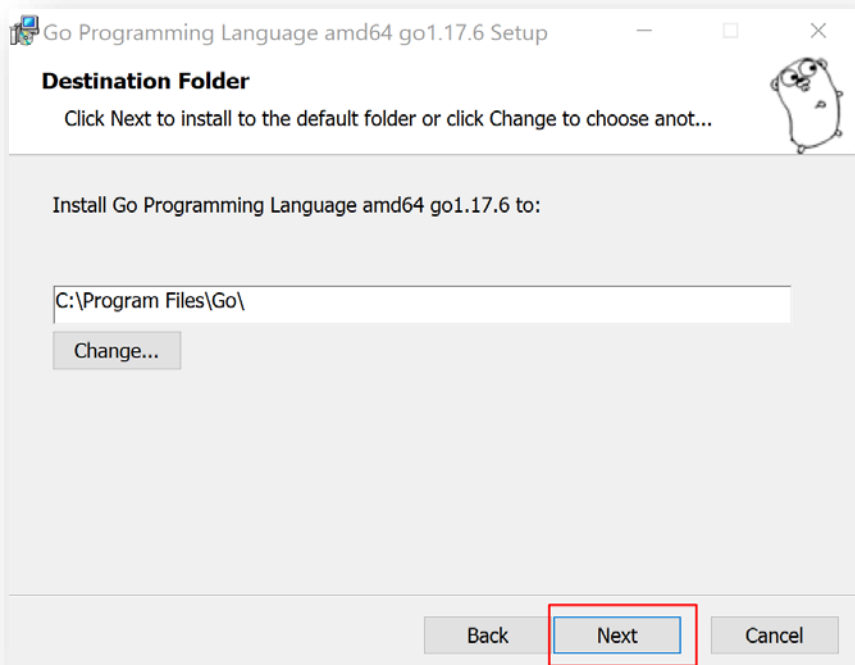 Go Programming Language amd64 go1.17.6 Setup
Destination Folder
Click Next to install to the default folder or click Change to choose anot...
Install Go Programming Language amd64 go1.17.6 to:
C:\Program Files\Go\
Change...
Back Next Cancel